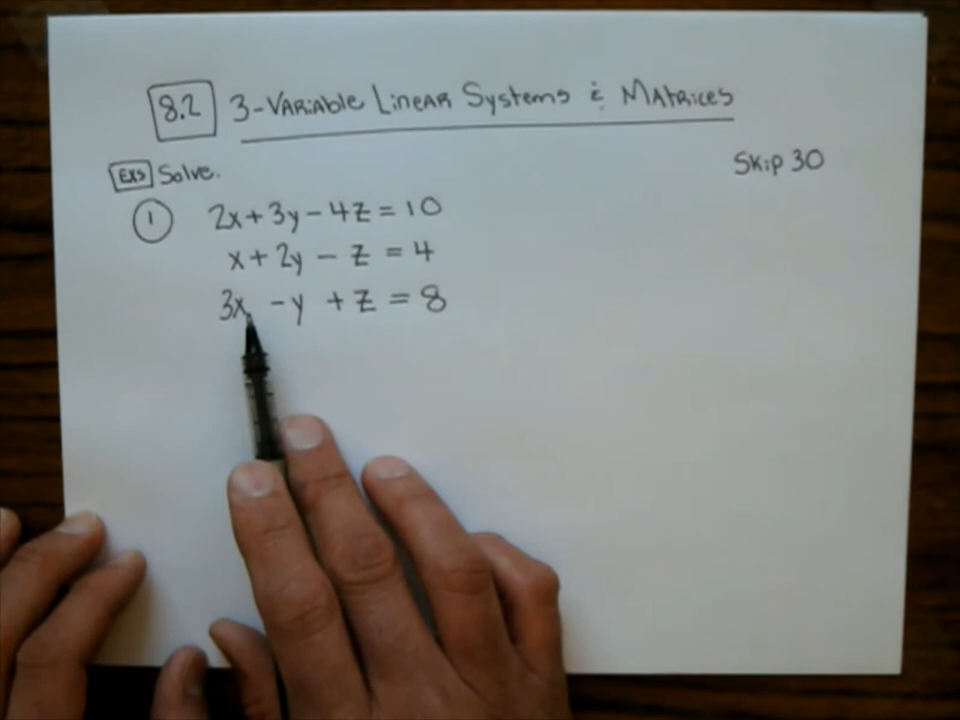 8.2 3-Variable Linear Systems & Matrices
Skip 30
Exs Solve.
1 2x+3y-4z=10
x+2y-z=4
3x-y+z=8